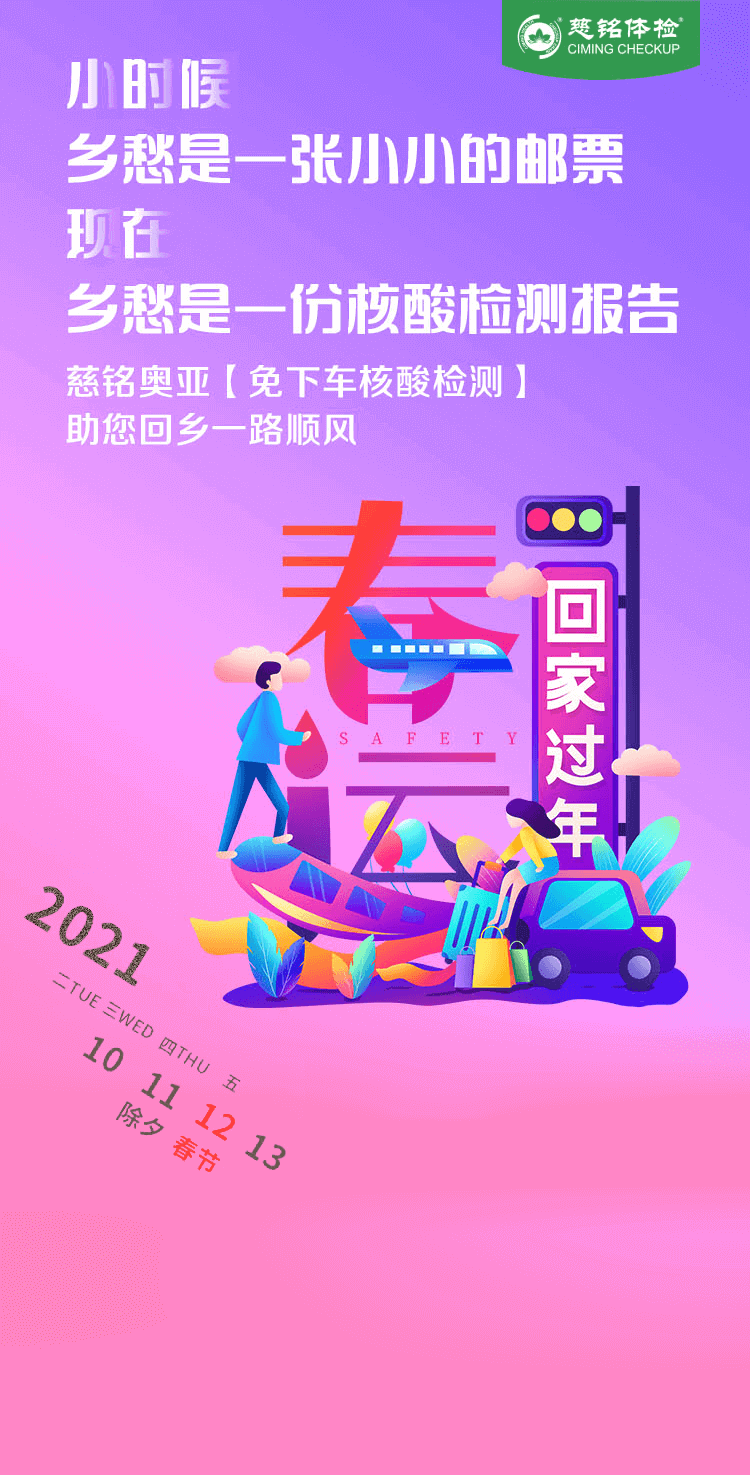 慈铭体检®
CIMING CHECKUP
小时候
乡愁是一张小小的邮票
现在
乡愁是一份核酸检测报告
慈铭奥亚【免下车核酸检测】
助您回乡一路顺风
春运
SAFETY
回家过年
2021
二TUE 三WED 四THU 五
10 11 12 13
除夕 春节